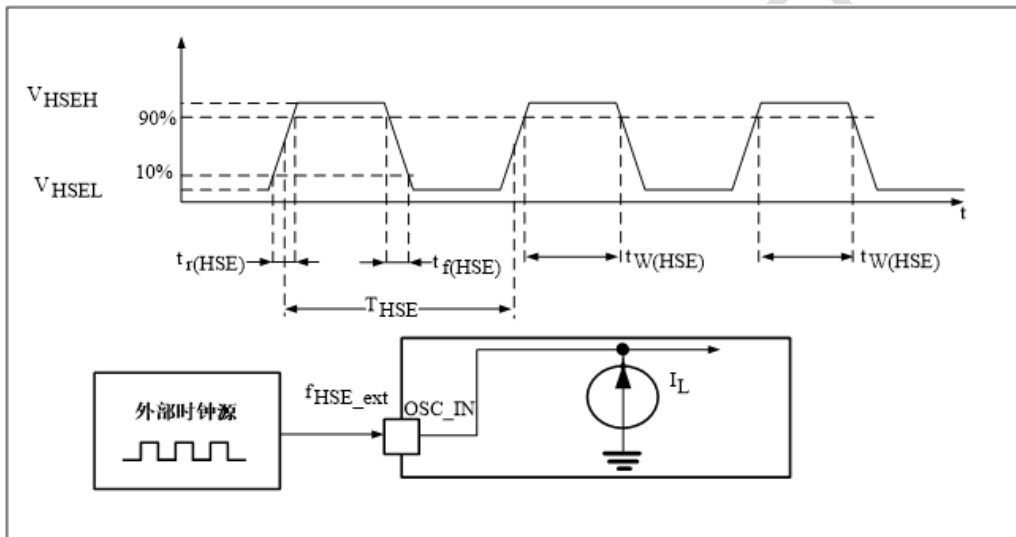 VHSEH
90%
10%
VHSEL
t
tr(HSE)
tf(HSE)
tW(HSE)
tW(HSE)
THSE
外部时钟源
fHSE_ext
OSC_IN
IL